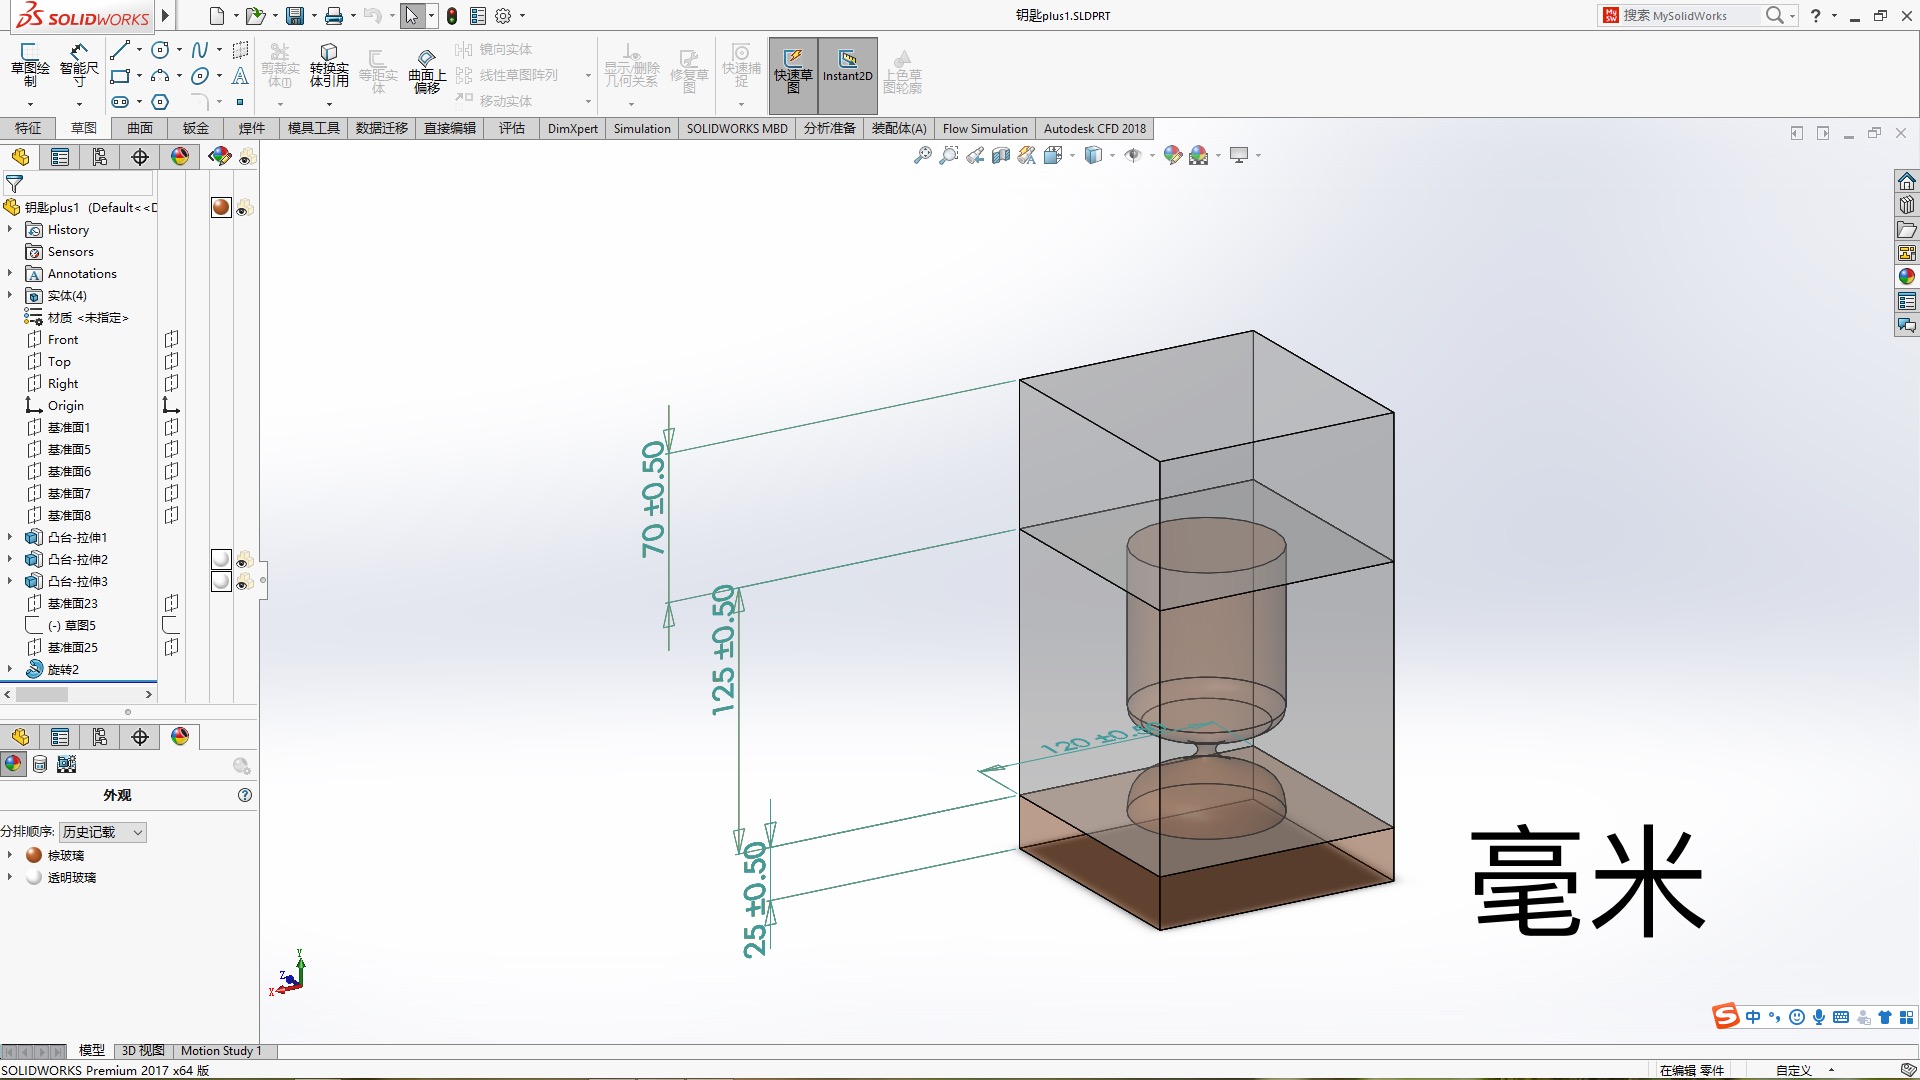 SOLIDWORKS
钥匙plus1.SLDPRT
搜索 MySolidWorks
草图绘制
智能尺寸
剪裁实体(I)
转换实体引用
等距实体
曲面上偏移
镜向实体
线性草图阵列
移动实体
显示/删除几何关系
修复草图
快速捕捉
快速草图
Instant2D
上色草图轮廓
特征 草图 曲面 钣金 焊件 模具工具 数据迁移 直接编辑 评估 DimXpert Simulation SOLIDWORKS MBD 分析准备 装配体(A) Flow Simulation Autodesk CFD 2018
钥匙plus1 (Default<<D
History
Sensors
Annotations
实体(4)
材质 <未指定>
Front
Top
Right
Origin
基准面1
基准面5
基准面6
基准面7
基准面8
凸台-拉伸1
凸台-拉伸2
凸台-拉伸3
基准面23
(-) 草图5
基准面25
旋转2
外观
分排顺序: 历史记载
棕玻璃
透明玻璃
70 ±0.50
125 ±0.50
120 ±0.50
25 ±0.50
毫米
Y
Z
X
中
模型 3D 视图 Motion Study 1
SOLIDWORKS Premium 2017 x64 版
在编辑 零件
自定义